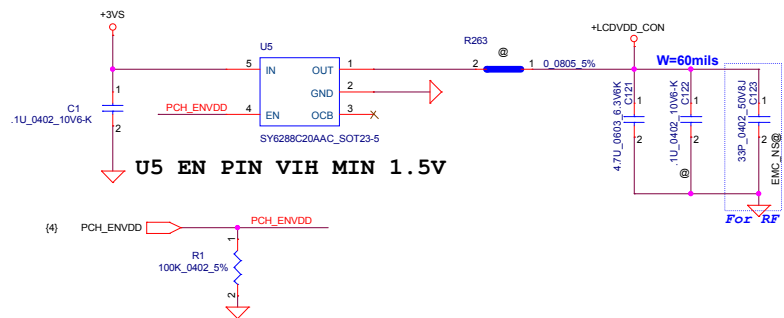 +3VS
U5
5 IN OUT 1
GND 2
4 EN OCB 3
PCH_ENVDD
SY6288C20AAC_SOT23-5
C1
.1U_0402_10V6-K
1
2
R263
@
2 1 0_0805_5%
+LCDVDD_CON
W=60mils
1
2
C121
4.7U_0603_6.3V6K
1
2
C122
.1U_0402_10V6-K
@
1
2
C123
33P_0402_50V8J
EMC_NS@
For RF
U5 EN PIN VIH MIN 1.5V
{4} PCH_ENVDD PCH_ENVDD
1
R1
100K_0402_5%
2